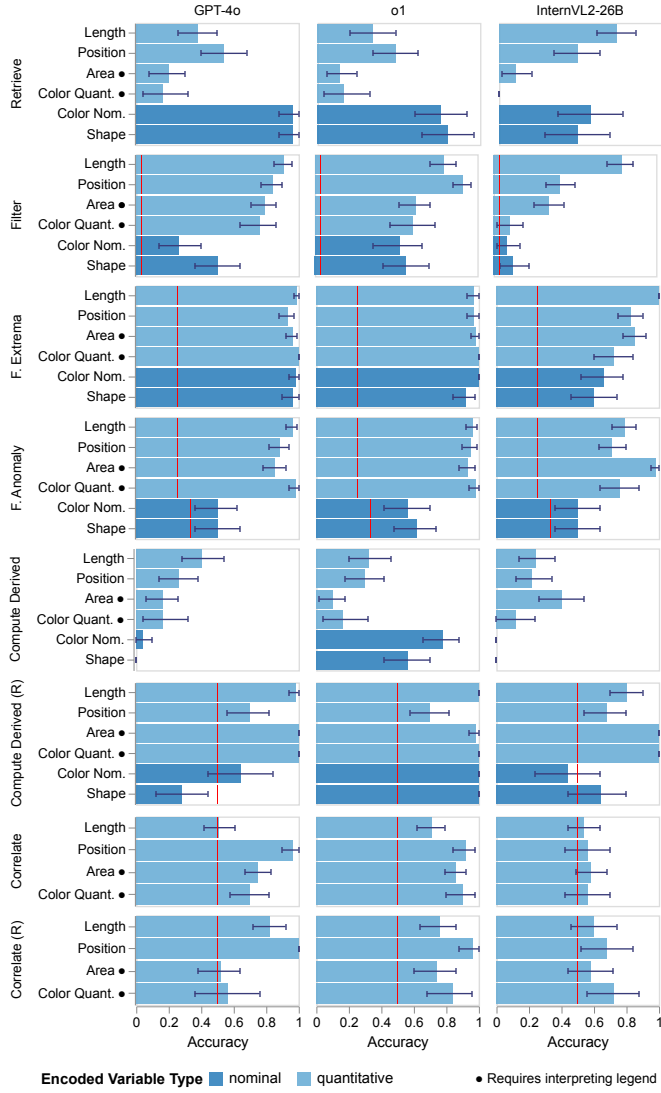 GPT-4o o1 InternVL2-26B
Retrieve
Length
Position
Area ●
Color Quant. ●
Color Nom.
Shape
Filter
Length
Position
Area ●
Color Quant. ●
Color Nom.
Shape
F. Extrema
Length
Position
Area ●
Color Quant. ●
Color Nom.
Shape
F. Anomaly
Length
Position
Area ●
Color Quant. ●
Color Nom.
Shape
Compute Derived
Length
Position
Area ●
Color Quant. ●
Color Nom.
Shape
Compute Derived (R)
Length
Position
Area ●
Color Quant. ●
Color Nom.
Shape
Correlate
Length
Position
Area ●
Color Quant. ●
Correlate (R)
Length
Position
Area ●
Color Quant. ●
0 0.2 0.4 0.6 0.8 1 0 0.2 0.4 0.6 0.8 1 0 0.2 0.4 0.6 0.8 1
Accuracy Accuracy Accuracy
Encoded Variable Type nominal quantitative ● Requires interpreting legend